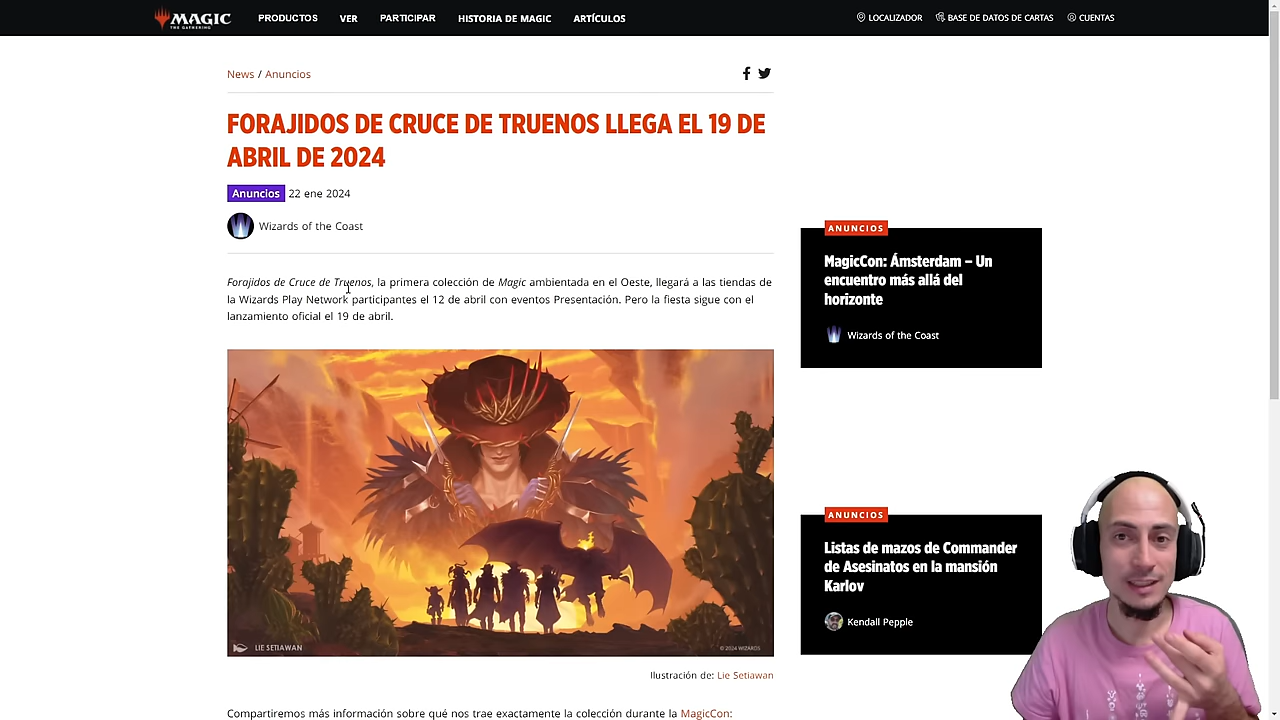 MAGIC
THE GATHERING
PRODUCTOS
VER
PARTICIPAR
HISTORIA DE MAGIC
ARTÍCULOS
LOCALIZADOR
BASE DE DATOS DE CARTAS
CUENTAS
News / Anuncios
FORAJIDOS DE CRUCE DE TRUENOS LLEGA EL 19 DE
ABRIL DE 2024
Anuncios 22 ene 2024
Wizards of the Coast
Forajidos de Cruce de Truenos, la primera colección de Magic ambientada en el Oeste, llegará a las tiendas de
la Wizards Play Network participantes el 12 de abril con eventos Presentación. Pero la fiesta sigue con el
lanzamiento oficial el 19 de abril.
LIE SETIAWAN
© 2024 WIZARDS
Ilustración de: Lie Setiawan
Compartiremos más información sobre qué nos trae exactamente la colección durante la MagicCon:
ANUNCIOS
MagicCon: Ámsterdam – Un
encuentro más allá del
horizonte
Wizards of the Coast
ANUNCIOS
Listas de mazos de Commander
de Asesinatos en la mansión
Karlov
Kendall Pepple